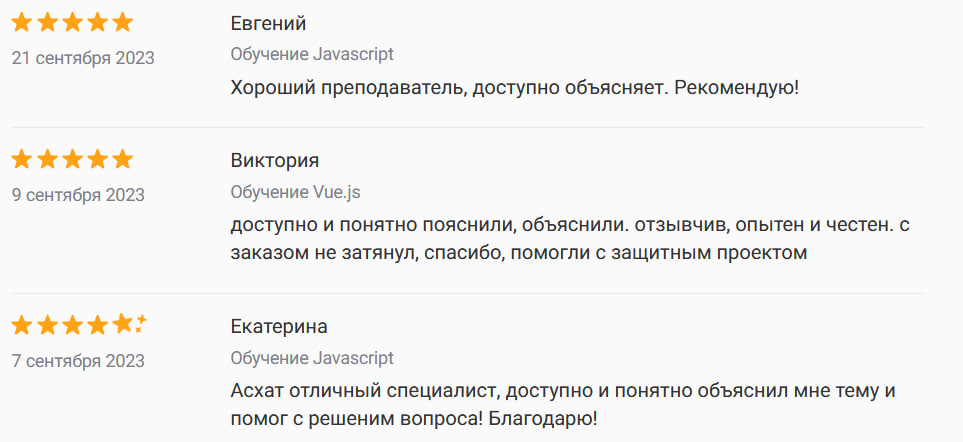 Евгений
21 сентября 2023
Обучение Javascript
Хороший преподаватель, доступно объясняет. Рекомендую!
Виктория
9 сентября 2023
Обучение Vue.js
доступно и понятно пояснили, объяснили. отзывчив, опытен и честен. с
заказом не затянул, спасибо, помогли с защитным проектом
Екатерина
7 сентября 2023
Обучение Javascript
Асхат отличный специалист, доступно и понятно объяснил мне тему и
помог с решеним вопроса! Благодарю!